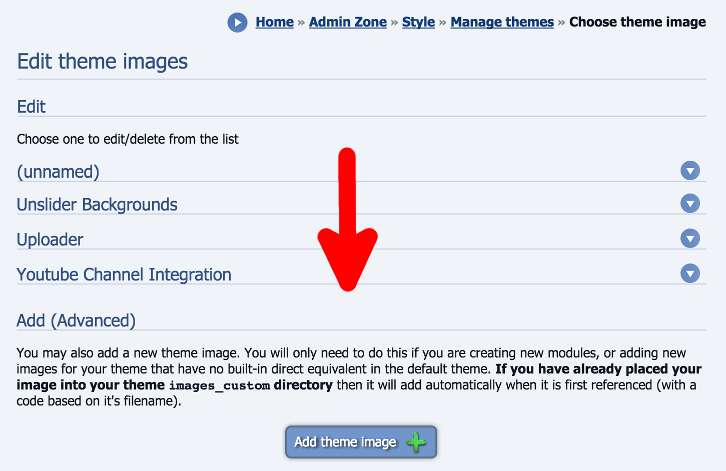 Home » Admin Zone » Style » Manage themes » Choose theme image
Edit theme images
Edit
Choose one to edit/delete from the list
(unnamed)
Unslider Backgrounds
Uploader
Youtube Channel Integration
Add (Advanced)
You may also add a new theme image. You will only need to do this if you are creating new modules, or adding new
images for your theme that have no built-in direct equivalent in the default theme. If you have already placed your
image into your theme images_custom directory then it will add automatically when it is first referenced (with a
code based on it's filename).
Add theme image